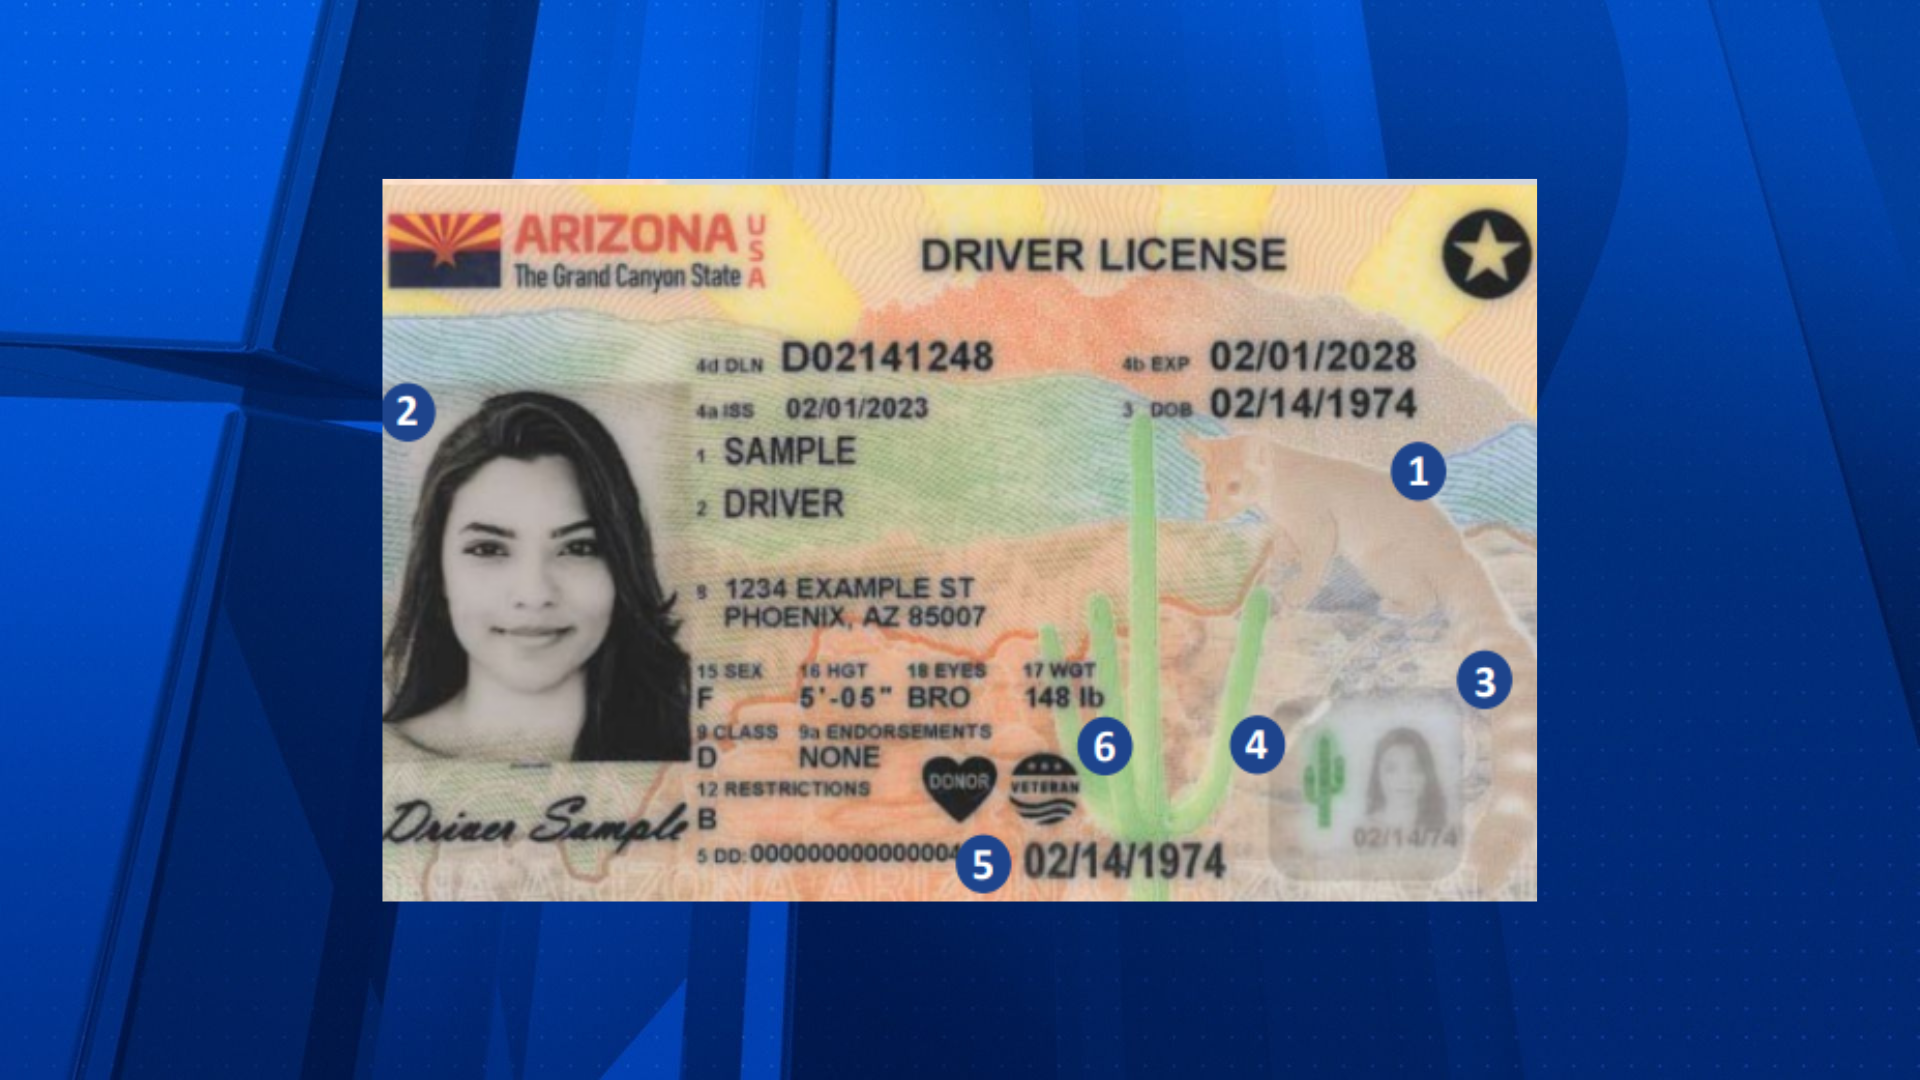 ARIZONA USA
The Grand Canyon State
DRIVER LICENSE
4d DLN D02141248
4b EXP 02/01/2028
4a ISS 02/01/2023
3 DOB 02/14/1974
2
1 SAMPLE
1
2 DRIVER
8 1234 EXAMPLE ST
PHOENIX, AZ 85007
15 SEX 16 HGT 18 EYES 17 WGT
F 5'-05" BRO 148 lb
3
9 CLASS 9a ENDORSEMENTS
D NONE
6
4
DONOR
VETERAN
12 RESTRICTIONS
B
Driver Sample
02/14/74
5 DD:
5
02/14/1974
ARIZONA